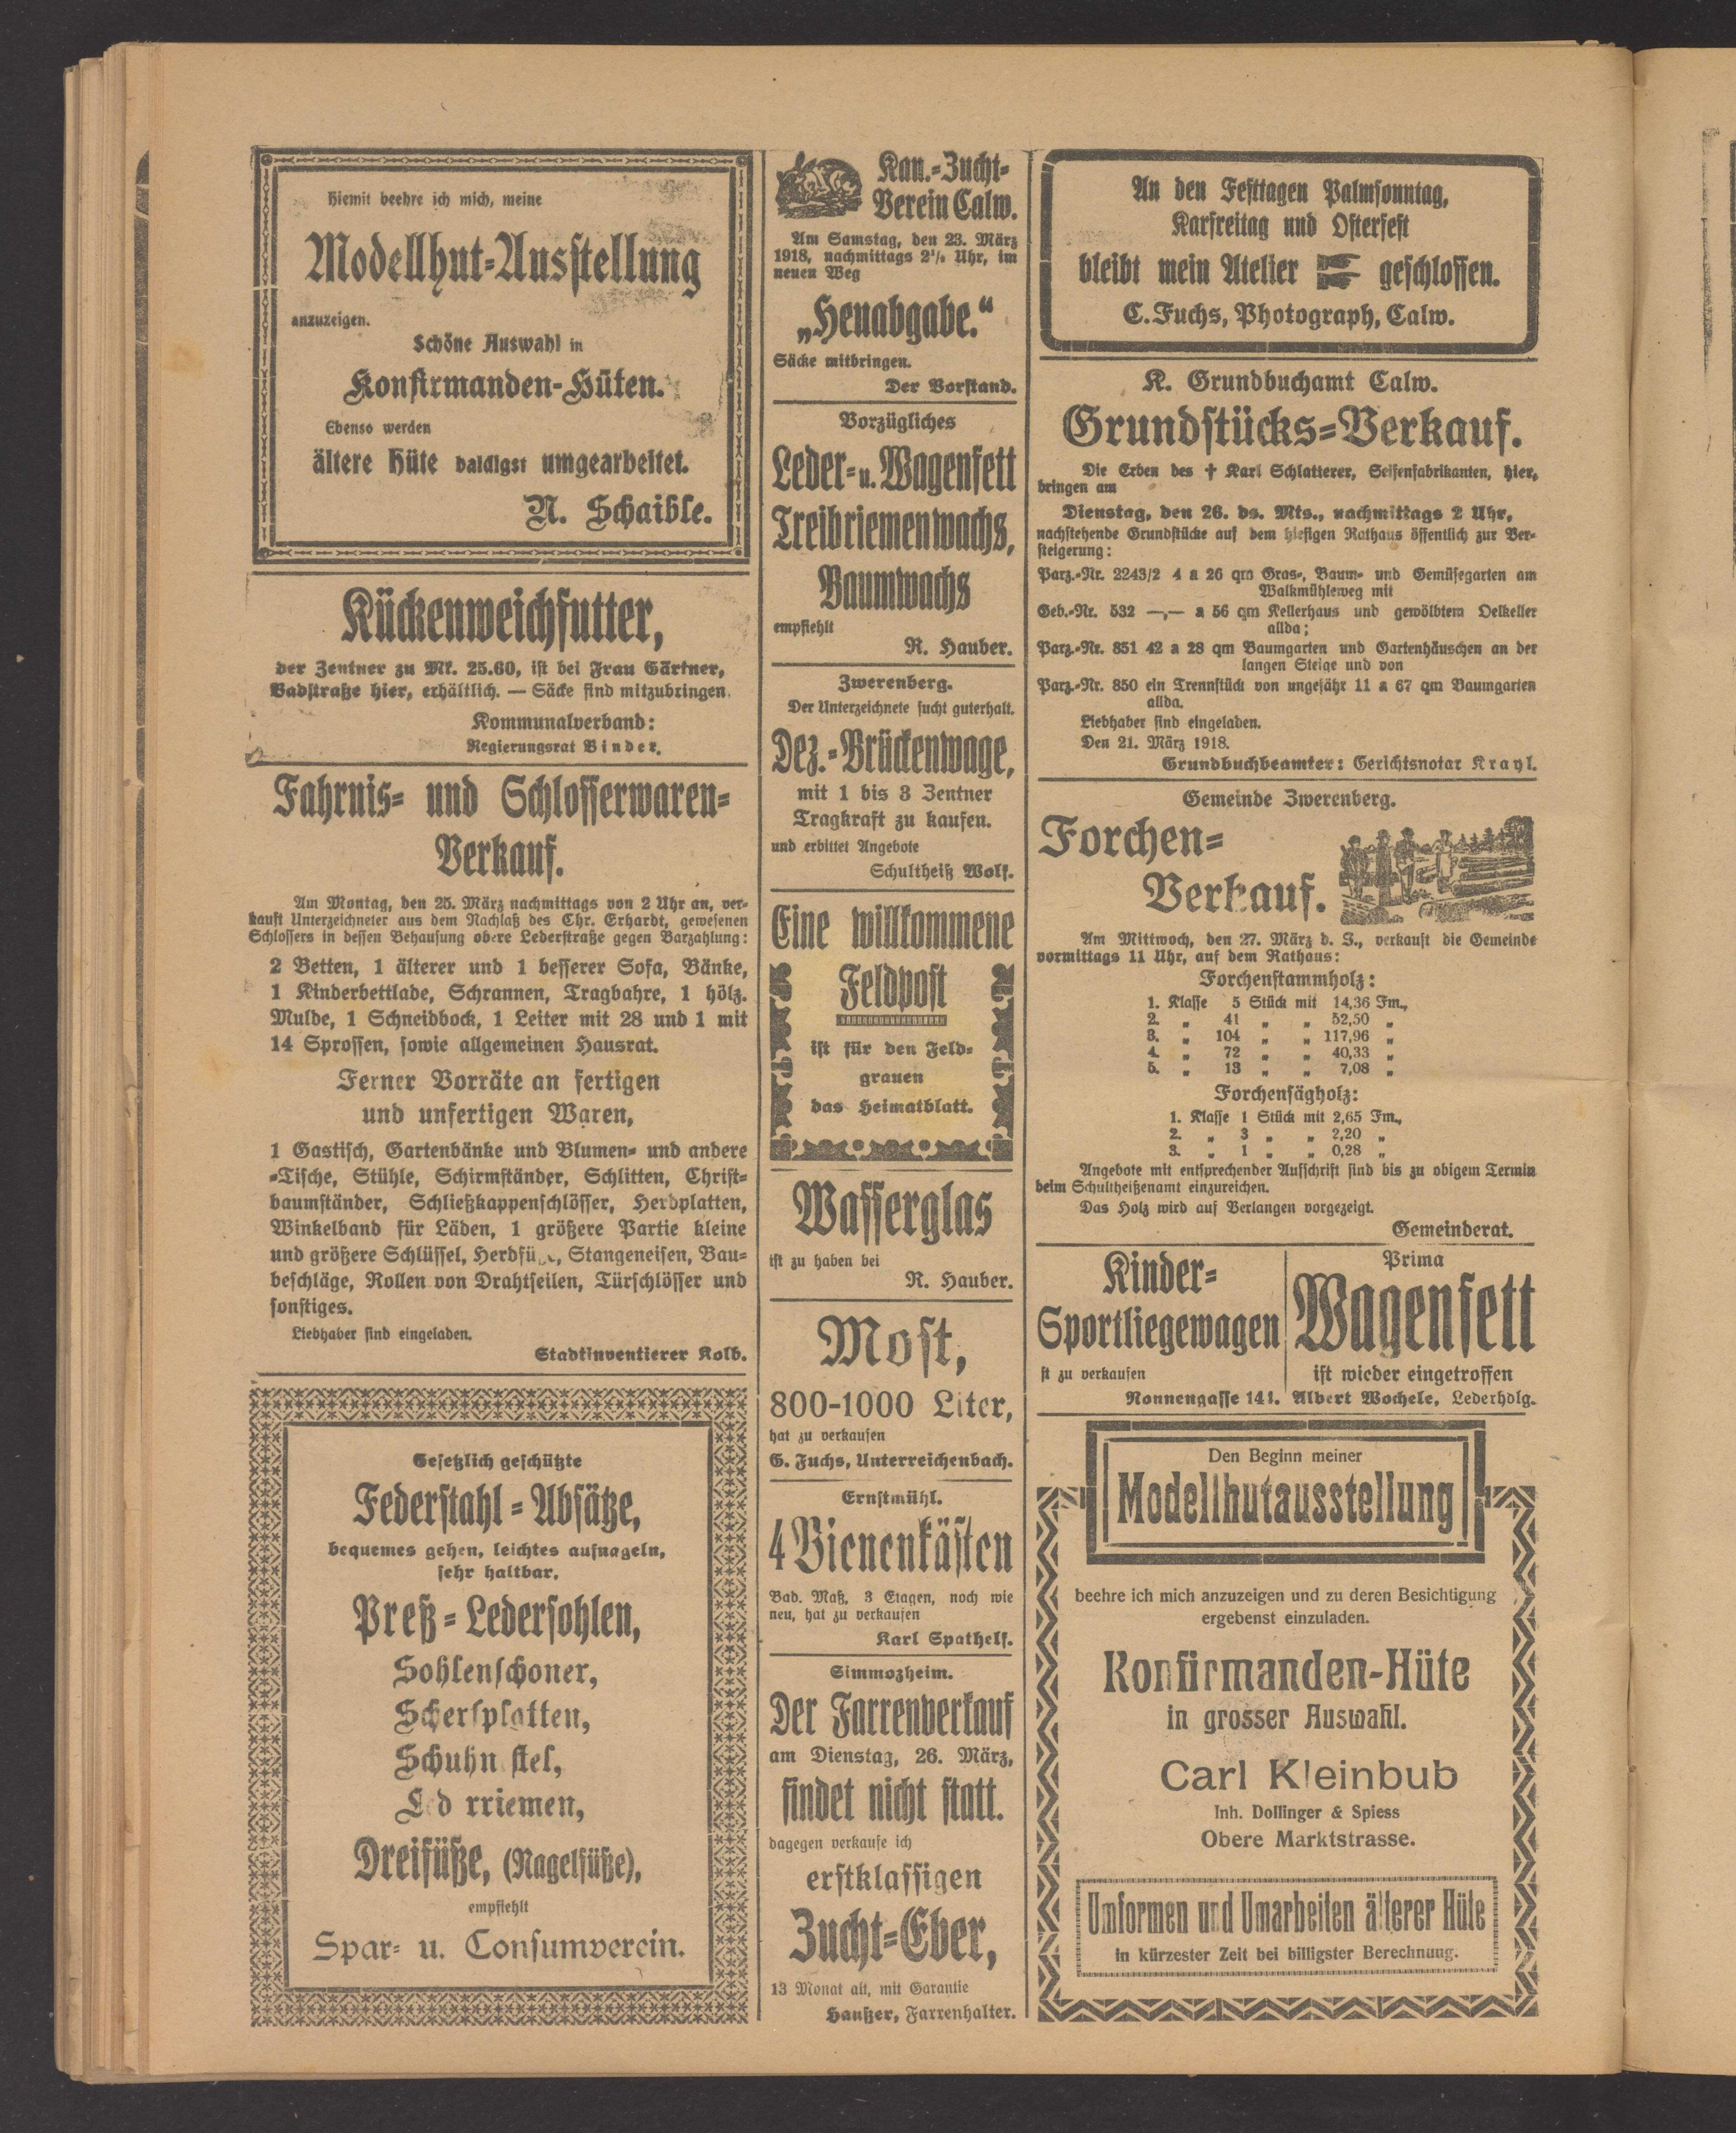 Hiemit beehre ich mich, meine
Modellhut-Ausstellung
anzuzeigen.
Schöne Auswahl in
Konfirmanden-Hüten.
Ebenso werden
ältere Hüte baldigst umgearbeitet.
N. Schaible.
Kückenweichfutter,
der Zentner zu Mk. 25.60, ist bei Frau Gärtner,
Badstraße hier, erhältlich. — Säcke sind mitzubringen.
Kommunalverband:
Regierungsrat Binder.
Fahrnis- und Schlosserwaren-
Verkauf.
Am Montag, den 25. März nachmittags von 2 Uhr an, ver-
kauft Unterzeichneter aus dem Nachlaß des Chr. Erhardt, gewesenen
Schlossers in dessen Behausung obere Lederstraße gegen Barzahlung:
2 Betten, 1 älterer und 1 besserer Sofa, Bänke,
1 Kinderbettlade, Schrannen, Tragbahre, 1 hölz.
Mulde, 1 Schneidbock, 1 Leiter mit 28 und 1 mit
14 Sprossen, sowie allgemeinen Hausrat.
Ferner Vorräte an fertigen
und unfertigen Waren,
1 Gastisch, Gartenbänke und Blumen- und andere
-Tische, Stühle, Schirmständer, Schlitten, Christ-
baumständer, Schließkappenschlösser, Herdplatten,
Winkelband für Läden, 1 größere Partie kleine
und größere Schlüssel, Stangeneisen, Bau-
beschläge, Rollen von Drahtseilen, Türschlösser und
sonstiges.
Liebhaber sind eingeladen.
Stadtinventierer Kolb.
Gesetzlich geschützte
Federstahl-Absätze,
bequemes gehen, leichtes aufnageln,
sehr haltbar.
Preß-Ledersohlen,
Sohlenschoner,
Scherfplatten,
empfiehlt
Dreifüße, (Nagelfüße),
Spar- u. Consumverein.
Kan.-Zucht-
Verein Calw.
Am Samstag, den 23. März
1918, nachmittags 2½ Uhr, im
neuen Weg
„Heuabgabe.“
Säcke mitbringen.
Der Vorstand.
Vorzügliches
Leder- u. Wagenfett
Treibriemenwachs,
Baumwachs
empfiehlt
R. Hauber.
Zwerenberg.
Der Unterzeichnete sucht guterhalt.
Dez.-Brückenwage,
mit 1 bis 3 Zentner
Tragkraft zu kaufen.
und erbittet Angebote
Schultheiß Wolf.
Eine willkommene
Feldpost
ist für den Feld-
grauen
das Heimatblatt.
Wasserglas
ist zu haben bei
R. Hauber.
Most,
800-1000 Liter,
hat zu verkaufen
G. Fuchs, Unterreichenbach.
Ernstmühl.
4 Bienenkästen
Bad. Maß, 3 Etagen, noch wie
neu, hat zu verkaufen
Karl Spathelf.
Simmozheim.
Der Farrenverkauf
am Dienstag, 26. März,
findet nicht statt.
dagegen verkaufe ich
erstklassigen
Zucht-Eber,
13 Monat alt, mit Garantie
Haußer, Farrenhalter.
An den Festtagen Palmsonntag,
Karfreitag und Osterfest
bleibt mein Atelier geschlossen.
C. Fuchs, Photograph, Calw.
K. Grundbuchamt Calw.
Grundstücks-Verkauf.
Die Erben des † Karl Schlatterer, Seifenfabrikanten, hier,
bringen am
Dienstag, den 26. ds. Mts., nachmittags 2 Uhr,
nachstehende Grundstücke auf dem hiesigen Rathaus öffentlich zur Ver-
steigerung:
Parz.-Nr. 2243/2 4 a 26 qm Gras-, Baum- und Gemüsegarten am
Walkmühleweg mit
Geb.-Nr. 532 —,— a 56 qm Kellerhaus und gewölbtem Oelkeller
allda;
Parz.-Nr. 851 42 a 28 qm Baumgarten und Gartenhäuschen an der
langen Steige und von
Parz.-Nr. 850 ein Trennstück von ungefähr 11 a 67 qm Baumgarten
allda.
Liebhaber sind eingeladen.
Den 21. März 1918.
Grundbuchbeamter: Gerichtsnotar Krayl.
Gemeinde Zwerenberg.
Forchen-
Verkauf.
Am Mittwoch, den 27. März d. J., verkauft die Gemeinde
vormittags 11 Uhr, auf dem Rathaus:
Forchenstammholz:
1. Klasse 5 Stück mit 14,36 Fm.,
2. „ 41 „ „ 52,50 „
3. „ 104 „ „ 117,96 „
4. „ 72 „ „ 40,33 „
5. „ 13 „ „ 7,08 „
Forchensägholz:
1. Klasse 1 Stück mit 2,65 Fm.,
2. „ 3 „ „ 2,20 „
3. „ 1 „ „ 0,28 „
Angebote mit entsprechender Aufschrift sind bis zu obigem Termin
beim Schultheißenamt einzureichen.
Das Holz wird auf Verlangen vorgezeigt.
Gemeinderat.
Kinder-
Sportliegewagen
st zu verkaufen
Nonnengasse 141.
Prima
Wagenfett
ist wieder eingetroffen
Albert Wochele, Lederhdlg.
Den Beginn meiner
Modellhutausstellung
beehre ich mich anzuzeigen und zu deren Besichtigung
ergebenst einzuladen.
Konfirmanden-Hüte
in grosser Auswahl.
Carl Kleinbub
Inh. Dollinger & Spiess
Obere Marktstrasse.
Umformen und Umarbeiten älterer Hüte
in kürzester Zeit bei billigster Berechnung.